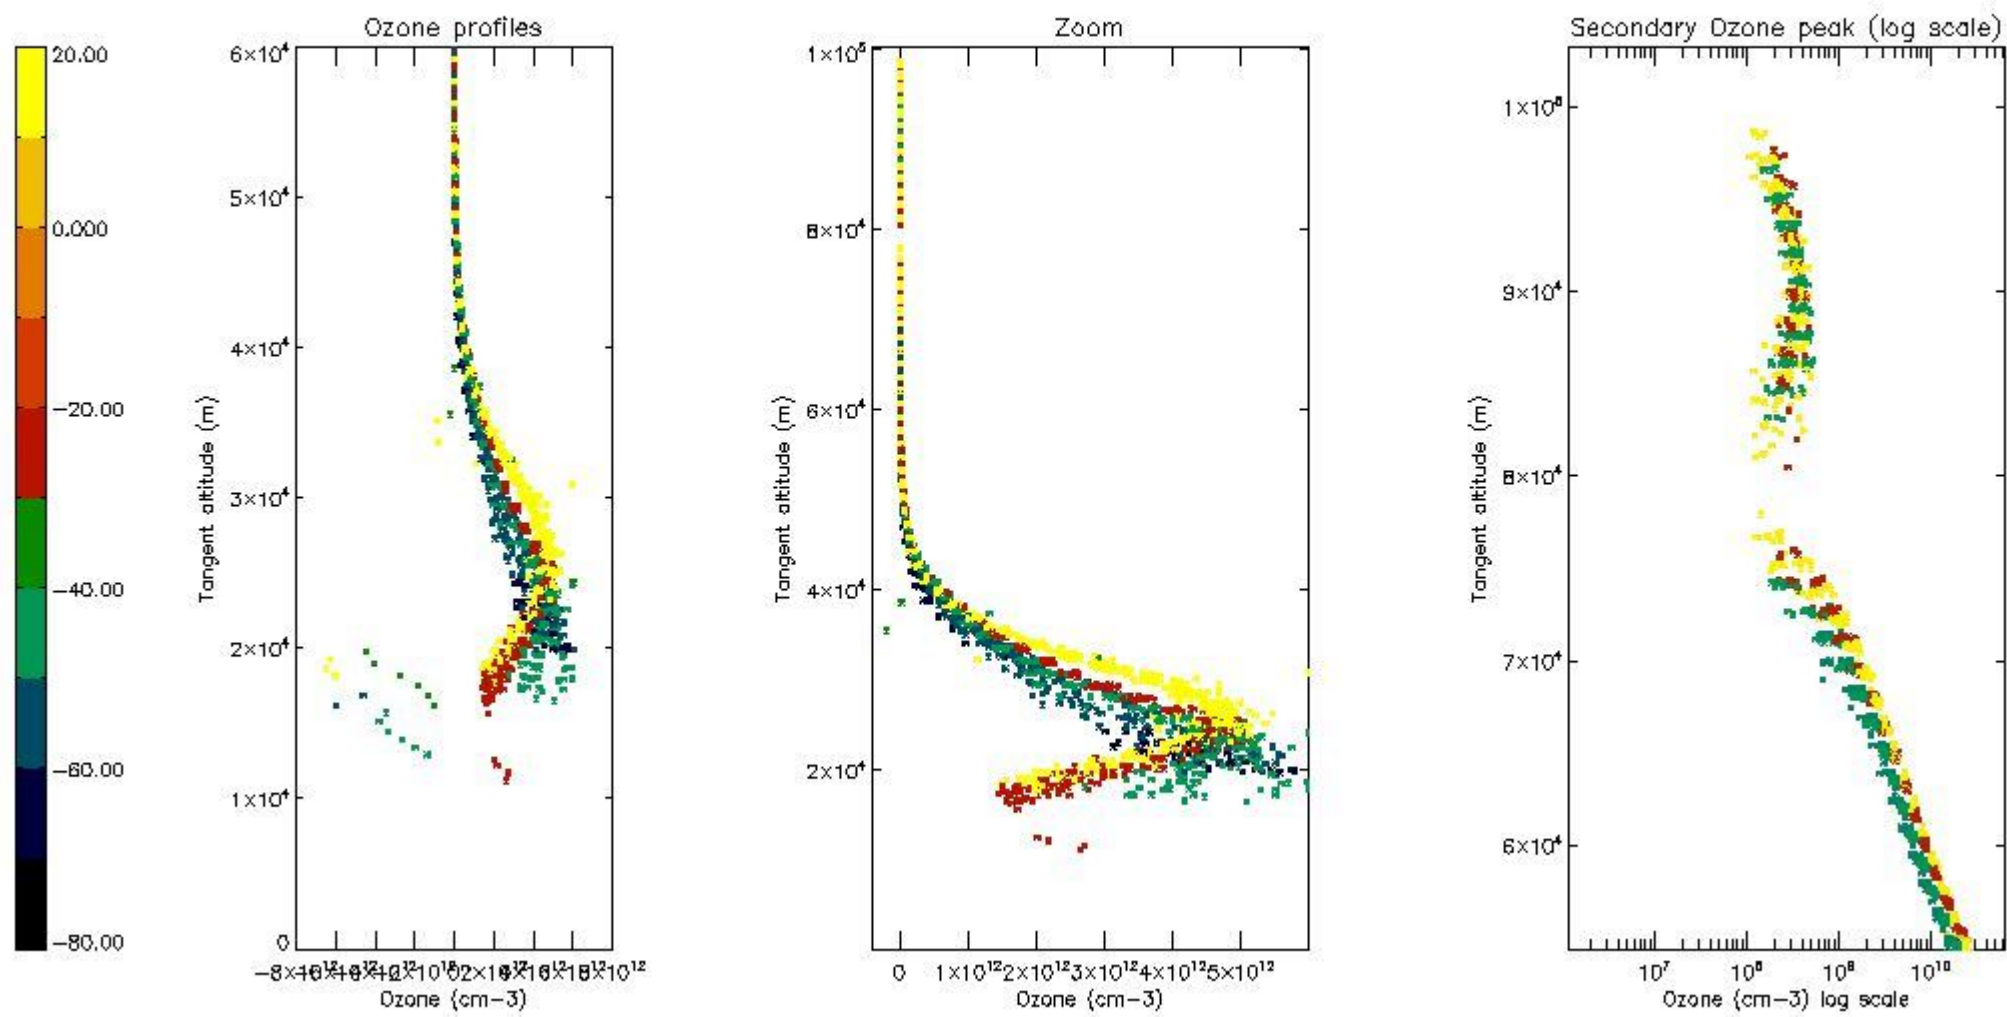 Ozone profiles
Zoom
Secondary Ozone peak (log scale)
20.00
0.000
−20.00
−40.00
−60.00
−80.00
6×10⁴
5×10⁴
4×10⁴
3×10⁴
2×10⁴
1×10⁴
0
Tangent altitude (m)
Ozone (cm−3)
1×10⁵
8×10⁴
6×10⁴
4×10⁴
2×10⁴
Tangent altitude (m)
0 1×10¹² 2×10¹² 3×10¹² 4×10¹² 5×10¹²
Ozone (cm−3)
9×10⁴
8×10⁴
7×10⁴
6×10⁴
Tangent altitude (m)
10⁷ 10⁸ 10⁹ 10¹⁰
Ozone (cm−3) log scale